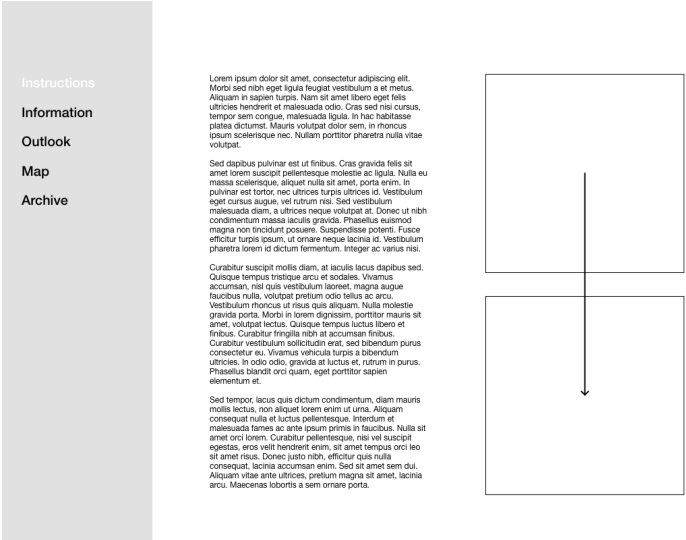 Instructions
Information
Outlook
Map
Archive
Lorem ipsum dolor sit amet, consectetur adipiscing elit.
Morbi sed nibh eget ligula feugiat vestibulum a et metus.
Aliquam in sapien turpis. Nam sit amet libero eget felis
ultricies hendrerit et malesuada odio. Cras sed nisi cursus,
tempor sem congue, malesuada ligula. In hac habitasse
platea dictumst. Mauris volutpat dolor sem, in rhoncus
ipsum scelerisque nec. Nullam porttitor pharetra nulla vitae
volutpat.
Sed dapibus pulvinar est ut finibus. Cras gravida felis sit
amet lorem suscipit pellentesque molestie ac ligula. Nulla eu
massa scelerisque, aliquet nulla sit amet, porta enim. In
pulvinar est tortor, nec ultrices turpis ultrices id. Vestibulum
eget cursus augue, vel rutrum nisi. Sed vestibulum
malesuada diam, a ultrices neque volutpat at. Donec ut nibh
condimentum massa iaculis gravida. Phasellus euismod
magna non tincidunt posuere. Suspendisse potenti. Fusce
efficitur turpis ipsum, ut ornare neque lacinia id. Vestibulum
pharetra lorem id dictum fermentum. Integer ac varius nisi.
Curabitur suscipit mollis diam, at iaculis lacus dapibus sed.
Quisque tempus tristique arcu et sodales. Vivamus
accumsan, nisl quis vestibulum laoreet, magna augue
faucibus nulla, volutpat pretium odio tellus ac arcu.
Vestibulum rhoncus ut risus quis aliquam. Nulla molestie
gravida porta. Morbi in lorem dignissim, porttitor mauris sit
amet, volutpat lectus. Quisque tempus luctus libero et
finibus. Curabitur fringilla nibh at accumsan finibus.
Curabitur vestibulum sollicitudin erat, sed bibendum purus
consectetur eu. Vivamus vehicula turpis a bibendum
ultricies. In odio odio, gravida at luctus et, rutrum in purus.
Phasellus blandit orci quam, eget porttitor sapien
elementum et.
Sed tempor, lacus quis dictum condimentum, diam mauris
mollis lectus, non aliquet lorem enim ut urna. Aliquam
consequat nulla et luctus pellentesque. Interdum et
malesuada fames ac ante ipsum primis in faucibus. Nulla sit
amet orci lorem. Curabitur pellentesque, nisi vel suscipit
egestas, eros velit hendrerit enim, sit amet tempus orci leo
sit amet risus. Donec justo nibh, efficitur quis nulla
consequat, lacinia accumsan enim. Sed sit amet sem dui.
Aliquam vitae ante ultrices, pretium magna sit amet, lacinia
arcu. Maecenas lobortis a sem ornare porta.